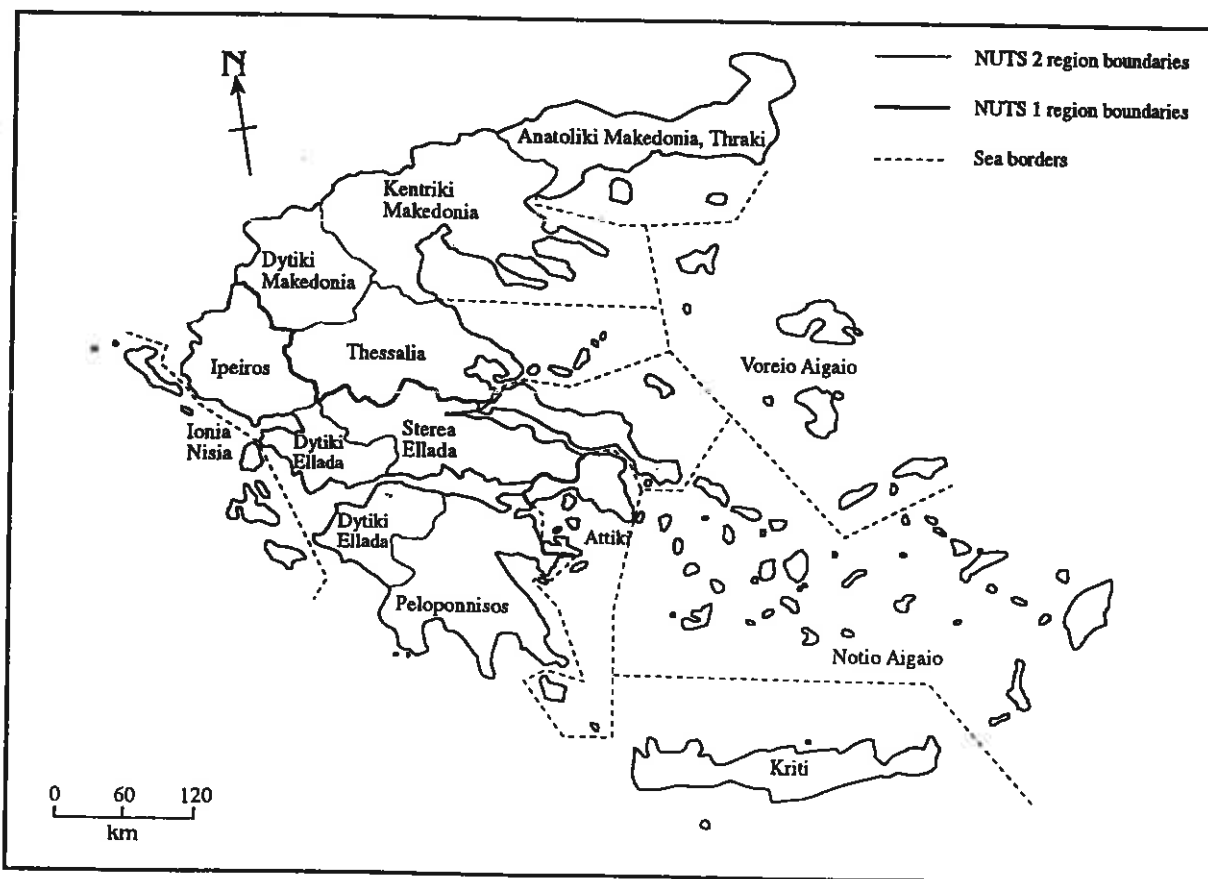 N
NUTS 2 region boundaries
NUTS 1 region boundaries
Sea borders
Anatoliki Makedonia, Thraki
Kentriki
Makedonia
Dytiki
Makedonia
Ipeiros
Thessalia
Voreio Aigaio
Ionia
Nisia
Dytiki
Ellada
Sterea
Ellada
Dytiki
Ellada
Attiki
Peloponnisos
Notio Aigaio
Kriti
0 60 120
km